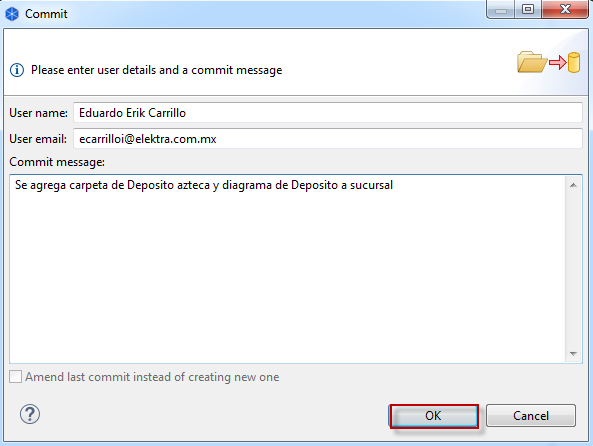 Commit
Please enter user details and a commit message
User name: Eduardo Erik Carrillo
User email: ecarrilloi@elektra.com.mx
Commit message:
Se agrega carpeta de Deposito azteca y diagrama de Deposito a sucursal
Amend last commit instead of creating new one
OK Cancel